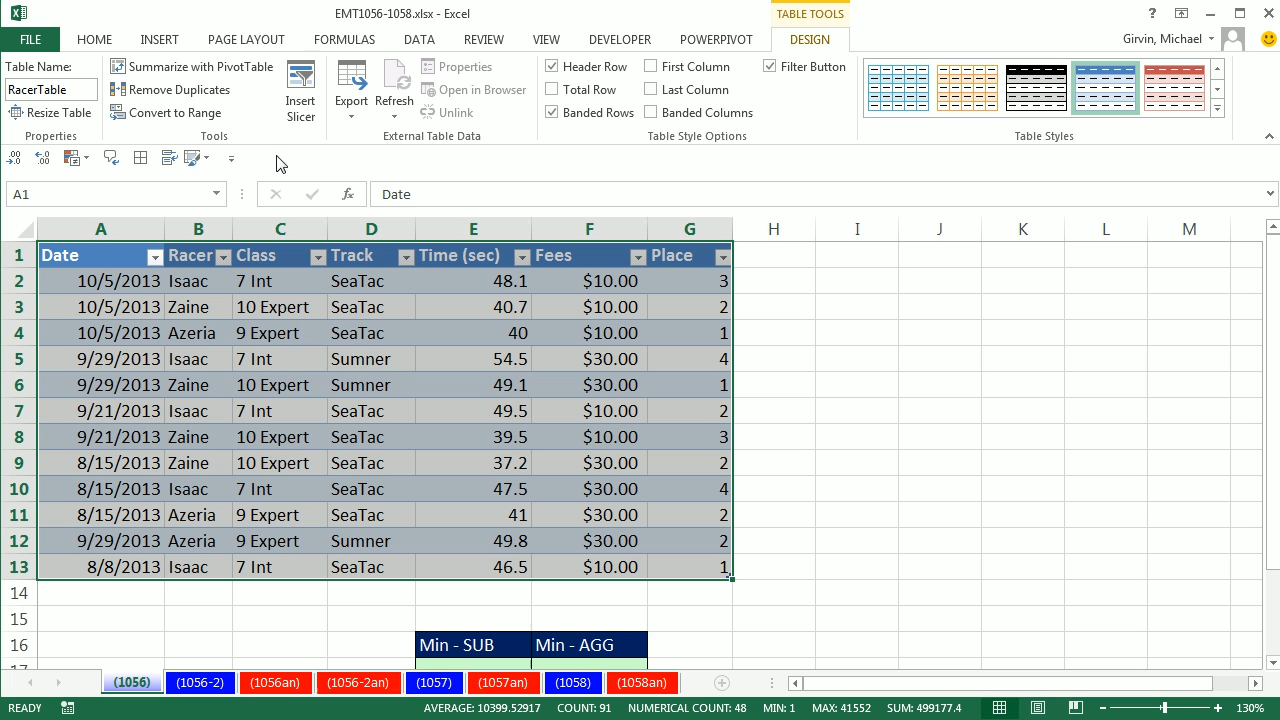 EMT1056-1058.xlsx - Excel
TABLE TOOLS
FILE HOME INSERT PAGE LAYOUT FORMULAS DATA REVIEW VIEW DEVELOPER POWERPIVOT DESIGN Girvin, Michael
Table Name:
RacerTable
Resize Table
Properties
Summarize with PivotTable
Remove Duplicates
Convert to Range
Insert
Slicer
Tools
Export
Refresh
Properties
Open in Browser
Unlink
External Table Data
Header Row First Column Filter Button
Total Row Last Column
Banded Rows Banded Columns
Table Style Options
Table Styles
A1 fx Date
A B C D E F G H I J K L M
1 Date Racer Class Track Time (sec) Fees Place
2 10/5/2013 Isaac 7 Int SeaTac 48.1 $10.00 3
3 10/5/2013 Zaine 10 Expert SeaTac 40.7 $10.00 2
4 10/5/2013 Azeria 9 Expert SeaTac 40 $10.00 1
5 9/29/2013 Isaac 7 Int Sumner 54.5 $30.00 4
6 9/29/2013 Zaine 10 Expert Sumner 49.1 $30.00 1
7 9/21/2013 Isaac 7 Int SeaTac 49.5 $10.00 2
8 9/21/2013 Zaine 10 Expert SeaTac 39.5 $10.00 3
9 8/15/2013 Zaine 10 Expert SeaTac 37.2 $30.00 2
10 8/15/2013 Isaac 7 Int SeaTac 47.5 $30.00 4
11 8/15/2013 Azeria 9 Expert SeaTac 41 $30.00 2
12 9/29/2013 Azeria 9 Expert Sumner 49.8 $30.00 2
13 8/8/2013 Isaac 7 Int SeaTac 46.5 $10.00 1
14
15
16 Min - SUB Min - AGG
17
(1056) (1056-2) (1056an) (1056-2an) (1057) (1057an) (1058) (1058an)
READY AVERAGE: 10399.52917 COUNT: 91 NUMERICAL COUNT: 48 MIN: 1 MAX: 41552 SUM: 499177.4 130%